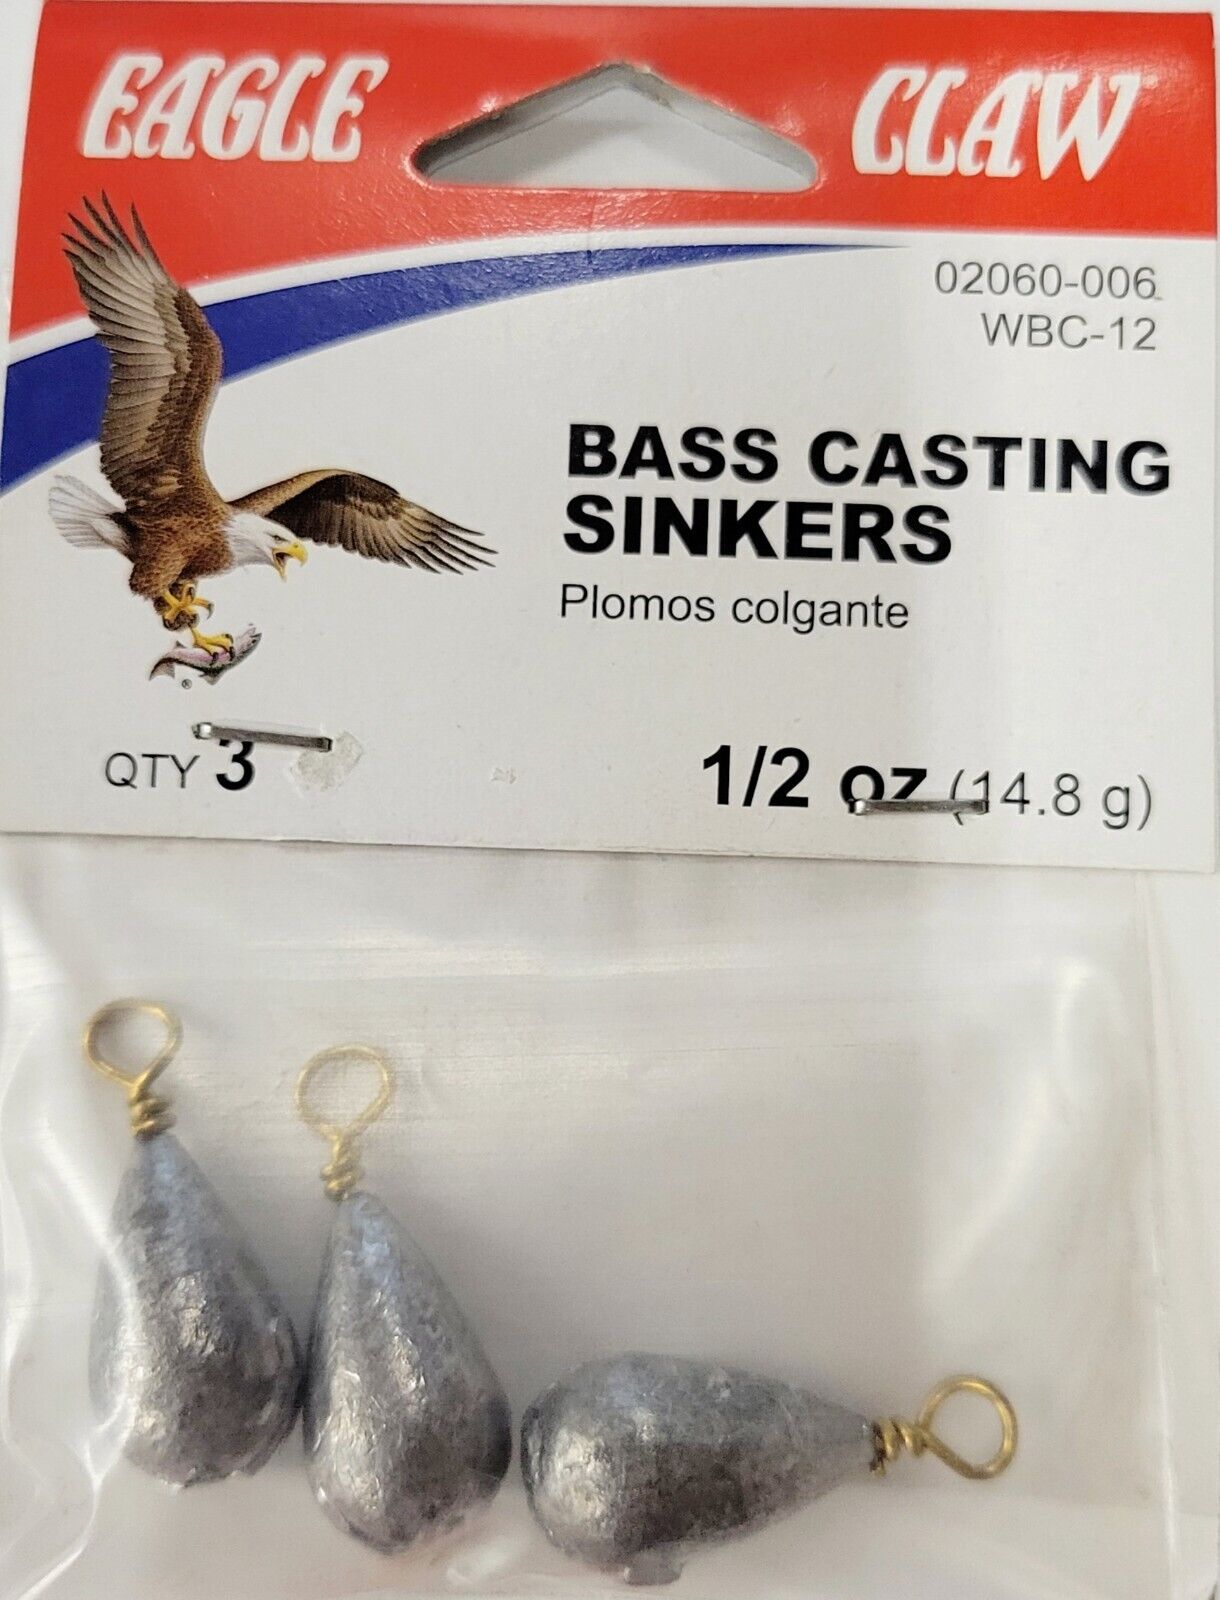 EAGLE CLAW
02060-006
WBC-12
BASS CASTING
SINKERS
Plomos colgante
QTY 3
1/2 oz (14.8 g)
®